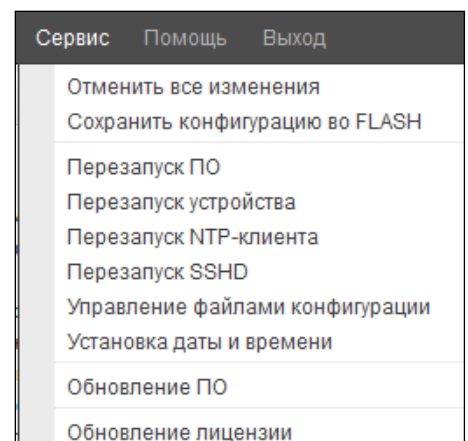 Сервис Помощь Выход
Отменить все изменения
Сохранить конфигурацию во FLASH
Перезапуск ПО
Перезапуск устройства
Перезапуск NTP-клиента
Перезапуск SSHD
Управление файлами конфигурации
Установка даты и времени
Обновление ПО
Обновление лицензии